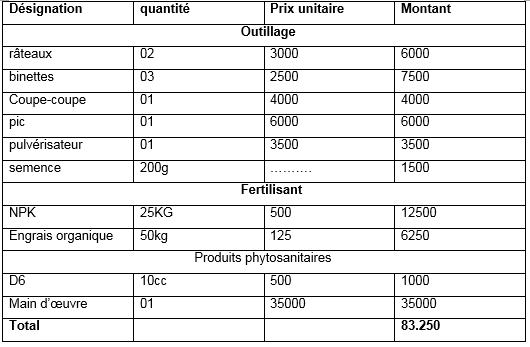 Désignation quantité Prix unitaire Montant
Outillage
râteaux 02 3000 6000
binettes 03 2500 7500
Coupe-coupe 01 4000 4000
pic 01 6000 6000
pulvérisateur 01 3500 3500
semence 200g ………. 1500
Fertilisant
NPK 25KG 500 12500
Engrais organique 50kg 125 6250
Produits phytosanitaires
D6 10cc 500 1000
Main d’œuvre 01 35000 35000
Total 83.250